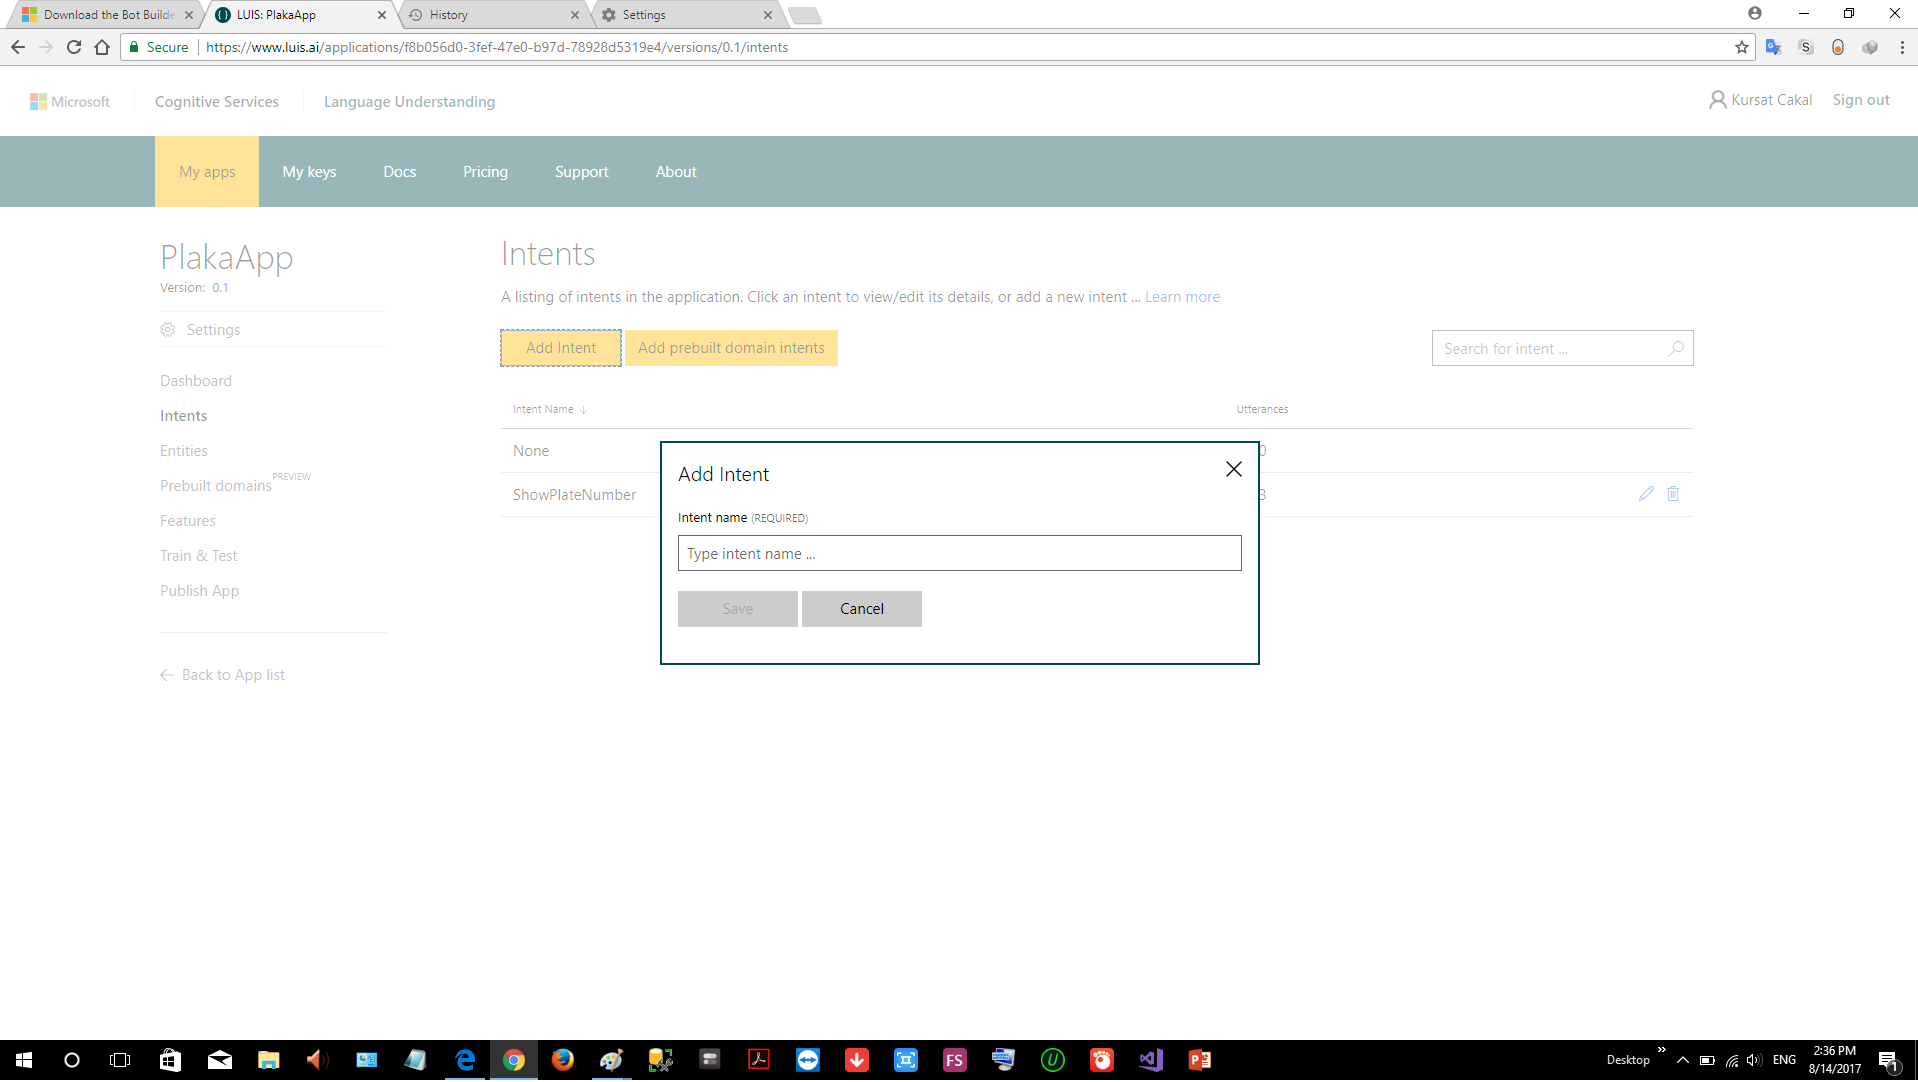 Download the Bot Builde
LUIS: PlakaApp
History
Settings
Secure
https://www.luis.ai/applications/f8b056d0-3fef-47e0-b97d-78928d5319e4/versions/0.1/intents
Microsoft
Cognitive Services
Language Understanding
Kursat Cakal
Sign out
My apps
My keys
Docs
Pricing
Support
About
PlakaApp
Version: 0.1
Settings
Dashboard
Intents
Entities
Prebuilt domains PREVIEW
Features
Train & Test
Publish App
Back to App list
Intents
A listing of intents in the application. Click an intent to view/edit its details, or add a new intent ... Learn more
Add Intent
Add prebuilt domain intents
Search for intent ...
Intent Name
Utterances
None
0
ShowPlateNumber
3
Add Intent
Intent name (REQUIRED)
Type intent name ...
Save
Cancel
FS
U
Desktop
ENG
2:36 PM
8/14/2017
1